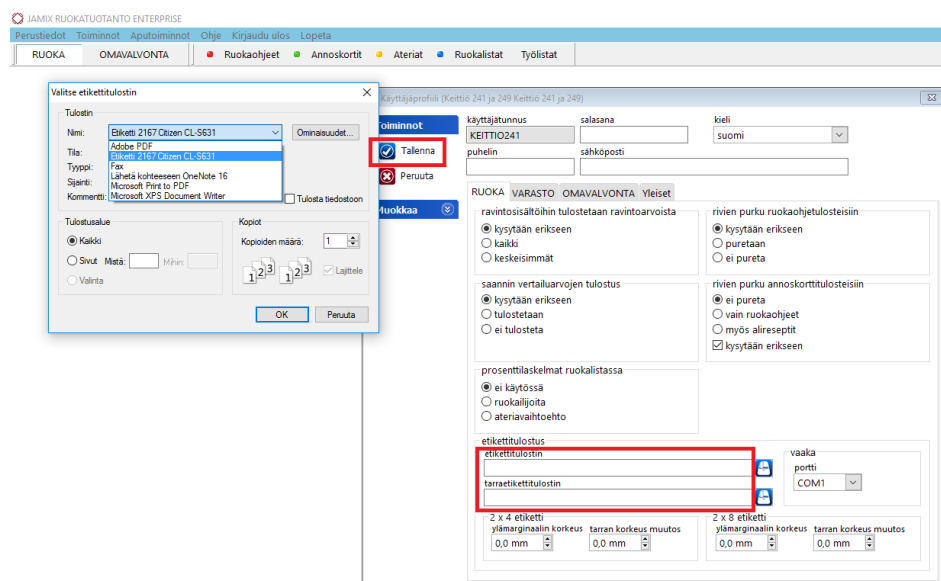 JAMIX RUOKATUOTANTO ENTERPRISE
Perustiedot Toiminnot Aputoiminnot Ohje Kirjaudu ulos Lopeta
RUOKA OMAVALVONTA Ruokaohjeet Annoskortit Ateriat Ruokalistat Työlistat
Valitse etikettitulostin
Tulostin
Nimi: Etiketti 2167 Citizen CL-S631 Ominaisuudet...
Adobe PDF
Etiketti 2167 Citizen CL-S631
Fax
Lähetä kohteeseen OneNote 16
Microsoft Print to PDF
Microsoft XPS Document Writer
Tila:
Tyyppi:
Sijainti:
Kommentti:
Tulosta tiedostoon
Tulostusalue
Kaikki
Sivut Mistä: Mihin:
Valinta
Kopiot
Kopioiden määrä: 1
1 2 3 1 2 3 Lajittele
OK Peruuta
Käyttäjäprofiili (Keittiö 241 ja 249 Keittiö 241 ja 249)
Toiminnot
Tallenna
Peruuta
Muokkaa
käyttäjätunnus salasana kieli
KEITTIO241 suomi
puhelin sähköposti
RUOKA VARASTO OMAVALVONTA Yleiset
ravintosisältöihin tulostetaan ravintoarvoista
kysytään erikseen
kaikki
keskeisimmät
rivien purku ruokaohjetulosteisiin
kysytään erikseen
puretaan
ei pureta
saannin vertailuarvojen tulostus
kysytään erikseen
tulostetaan
ei tulosteta
rivien purku annoskorttitulosteisiin
ei pureta
vain ruokaohjeet
myös alireseptit
kysytään erikseen
prosenttilaskelmat ruokalistassa
ei käytössä
ruokailijoita
ateriavaihtoehto
etikettitulostus
etikettitulostin
tarraetikettitulostin
vaaka
portti
COM1
2 x 4 etiketti
ylämarginaalin korkeus tarran korkeus muutos
0,0 mm 0,0 mm
2 x 8 etiketti
ylämarginaalin korkeus tarran korkeus muutos
0,0 mm 0,0 mm